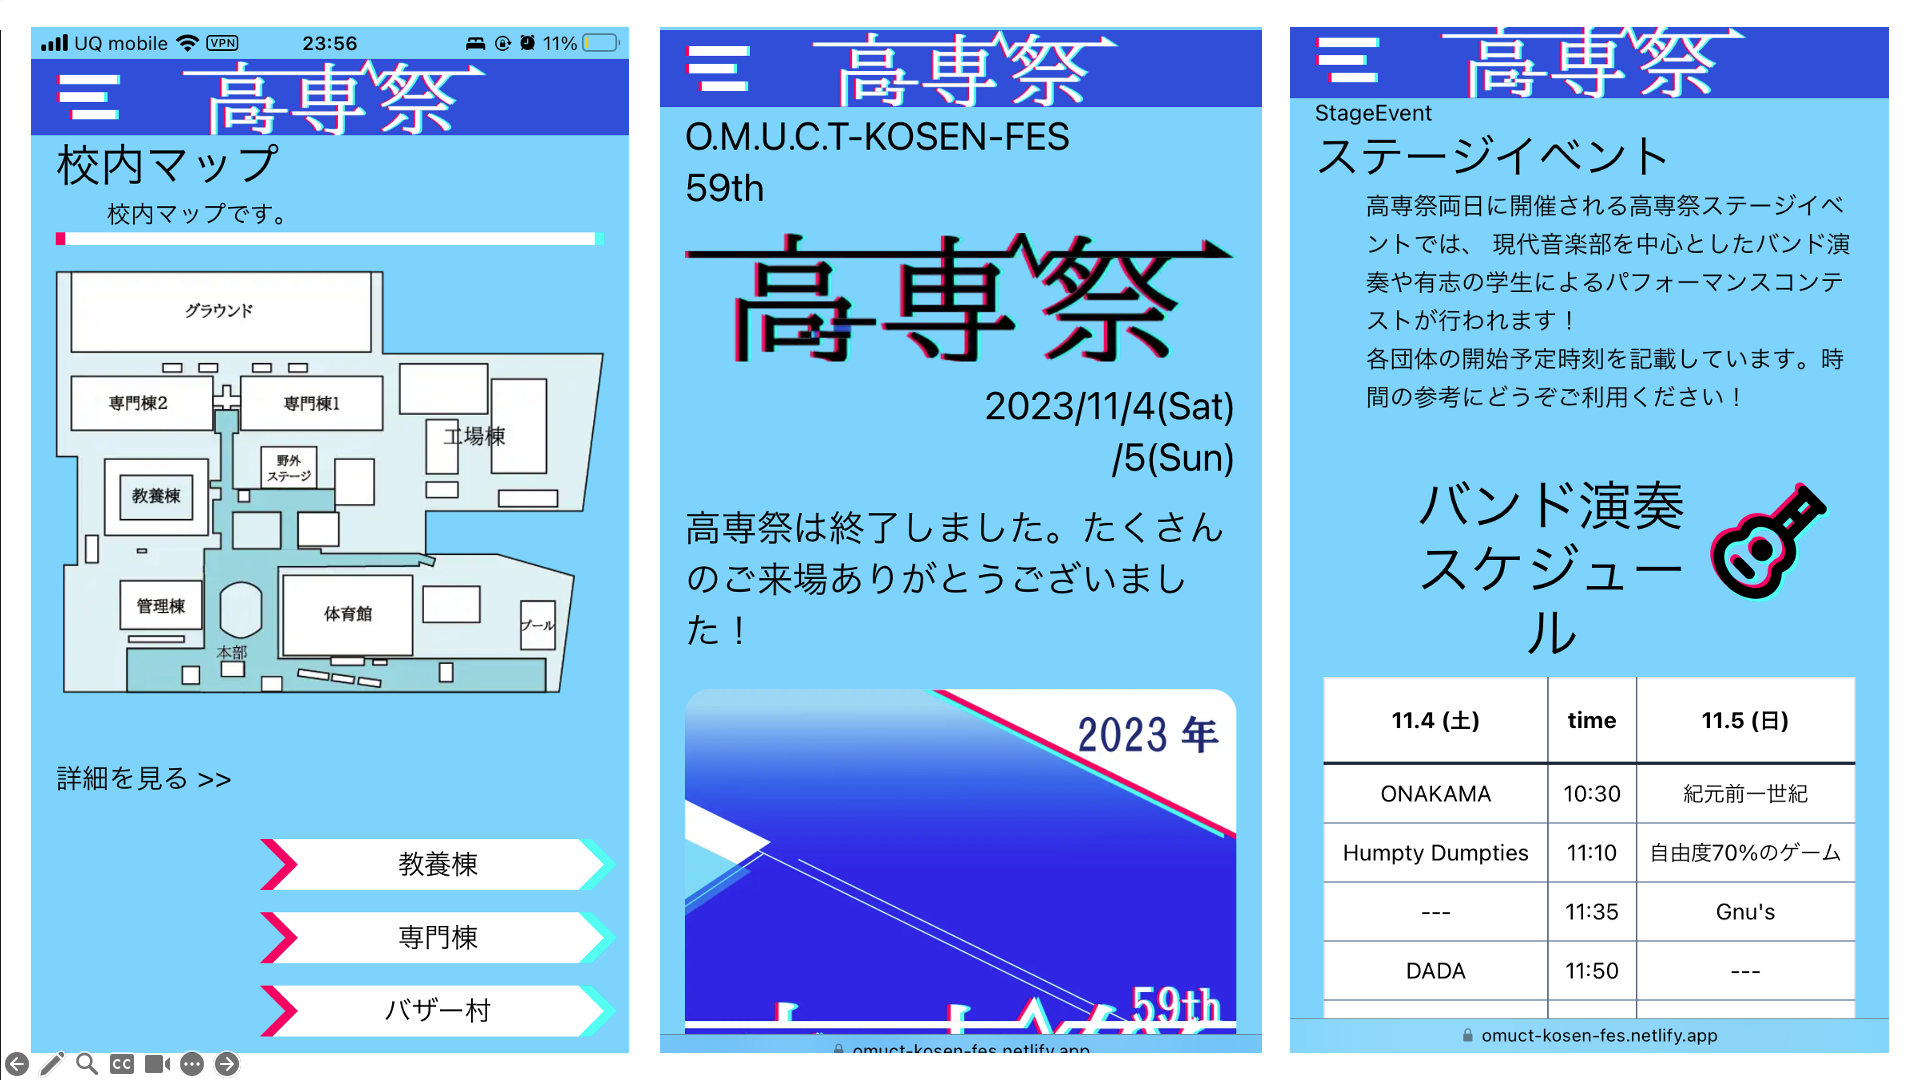 UQ mobile VPN 23:56 11%
高専祭
校内マップ
校内マップです。
グラウンド
専門棟2
専門棟1
工場棟
野外
ステージ
教養棟
管理棟
体育館
プール
本部
詳細を見る >>
教養棟
専門棟
バザー村
高専祭
O.M.U.C.T-KOSEN-FES
59th
高専祭
2023/11/4(Sat)
/5(Sun)
高専祭は終了しました。たくさん
のご来場ありがとうございまし
た！
2023 年
59th
omuct-kosen-fes.netlify.app
高専祭
StageEvent
ステージイベント
高専祭両日に開催される高専祭ステージイベ
ントでは、 現代音楽部を中心としたバンド演
奏や有志の学生によるパフォーマンスコンテ
ストが行われます！
各団体の開始予定時刻を記載しています。時
間の参考にどうぞご利用ください！
バンド演奏
スケジュー
ル
11.4 (土) time 11.5 (日)
ONAKAMA 10:30 紀元前一世紀
Humpty Dumpties 11:10 自由度70%のゲーム
--- 11:35 Gnu's
DADA 11:50 ---
omuct-kosen-fes.netlify.app
CC